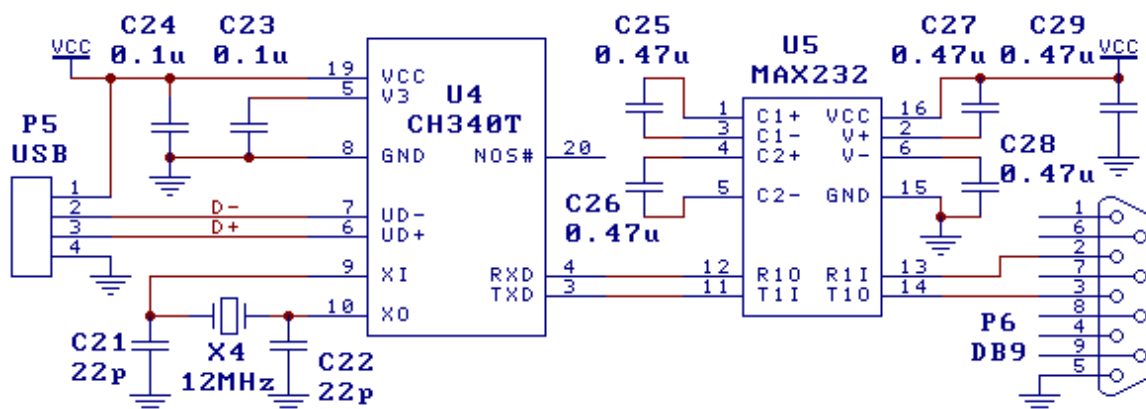 C24
0.1u
C23
0.1u
VCC
P5
USB
1
2
3
4
D-
D+
19
5
8
7
6
9
10
VCC
V3
GND
UD-
UD+
XI
XO
U4
CH340T
NOS#
20
RXD
TXD
4
3
C21
22p
X4
12MHz
C22
22p
C25
0.47u
C26
0.47u
1
3
4
5
12
11
U5
MAX232
C1+
C1-
C2+
C2-
R1O
T1I
VCC
V+
V-
GND
R1I
T1O
16
2
6
15
13
14
C27
0.47u
C29
0.47u
VCC
C28
0.47u
1
6
2
7
3
8
4
9
5
P6
DB9